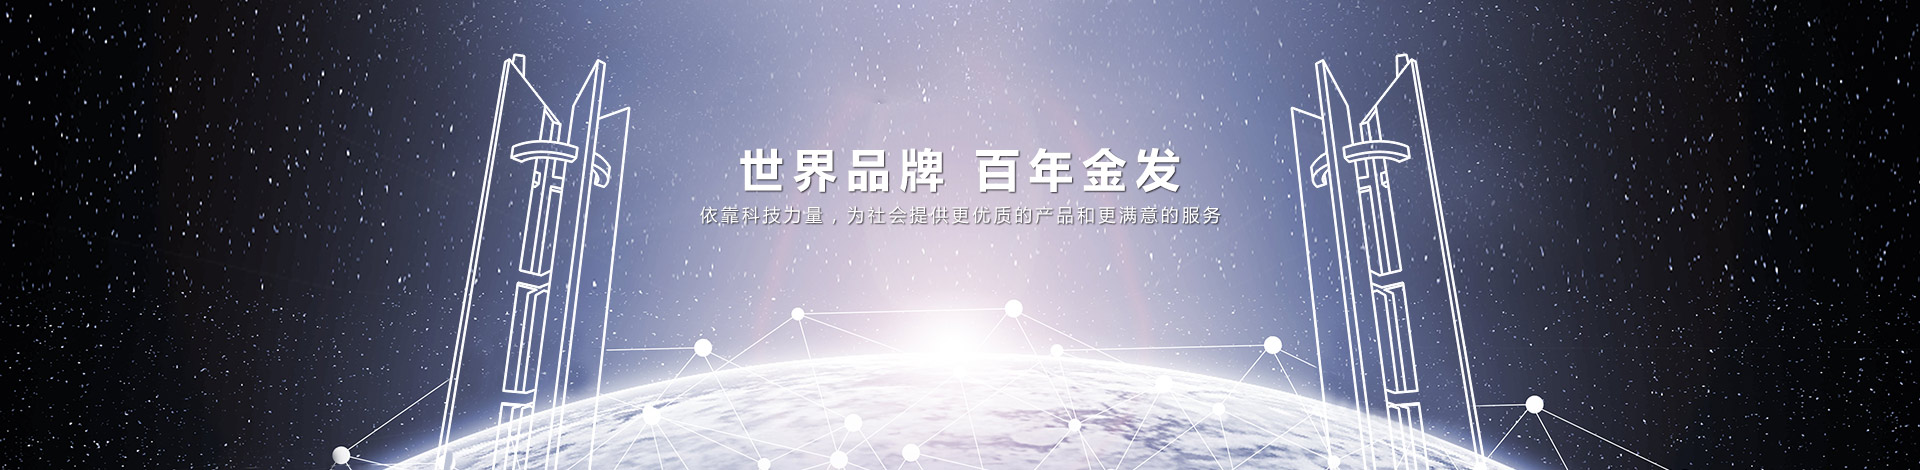 世界品牌 百年金发
依靠科技力量，为社会提供更优质的产品和更满意的服务